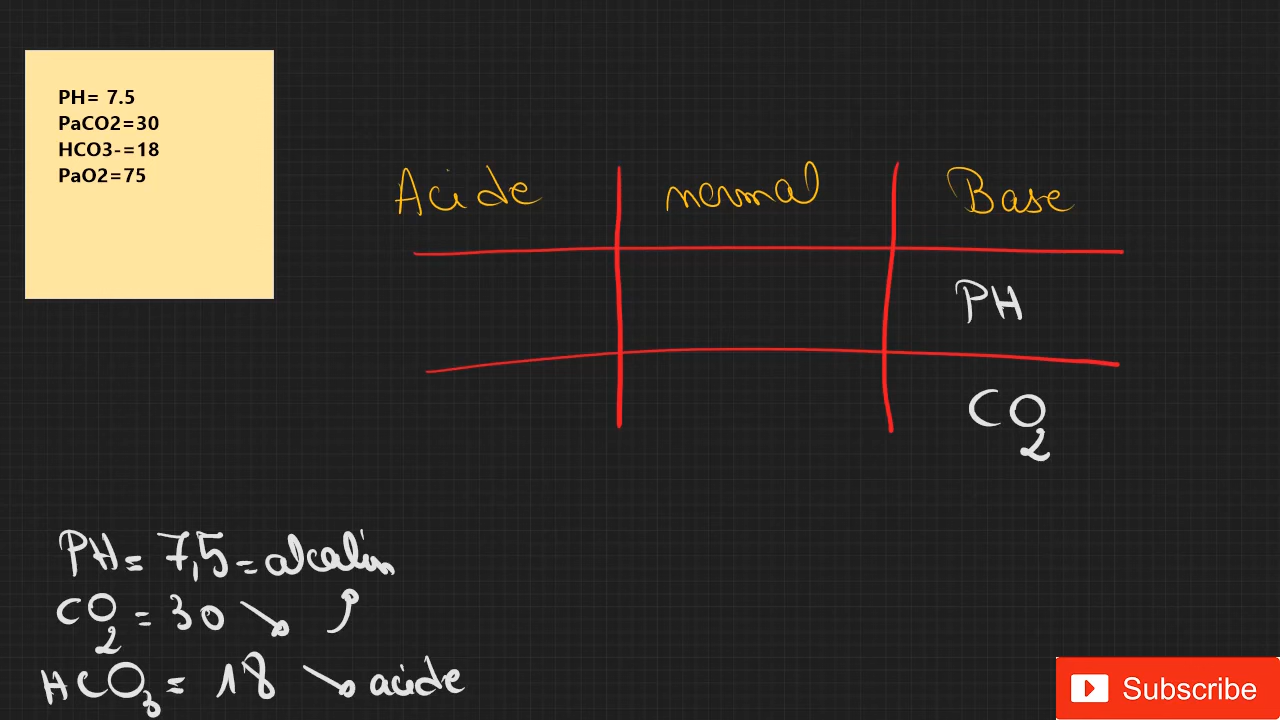 PH= 7.5
PaCO2=30
HCO3-=18
PaO2=75
Acide normal Base
PH
CO2
PH= 7,5 = alcalin
CO2 = 30 ↘
HCO3 = 18 ↘ acide
Subscribe